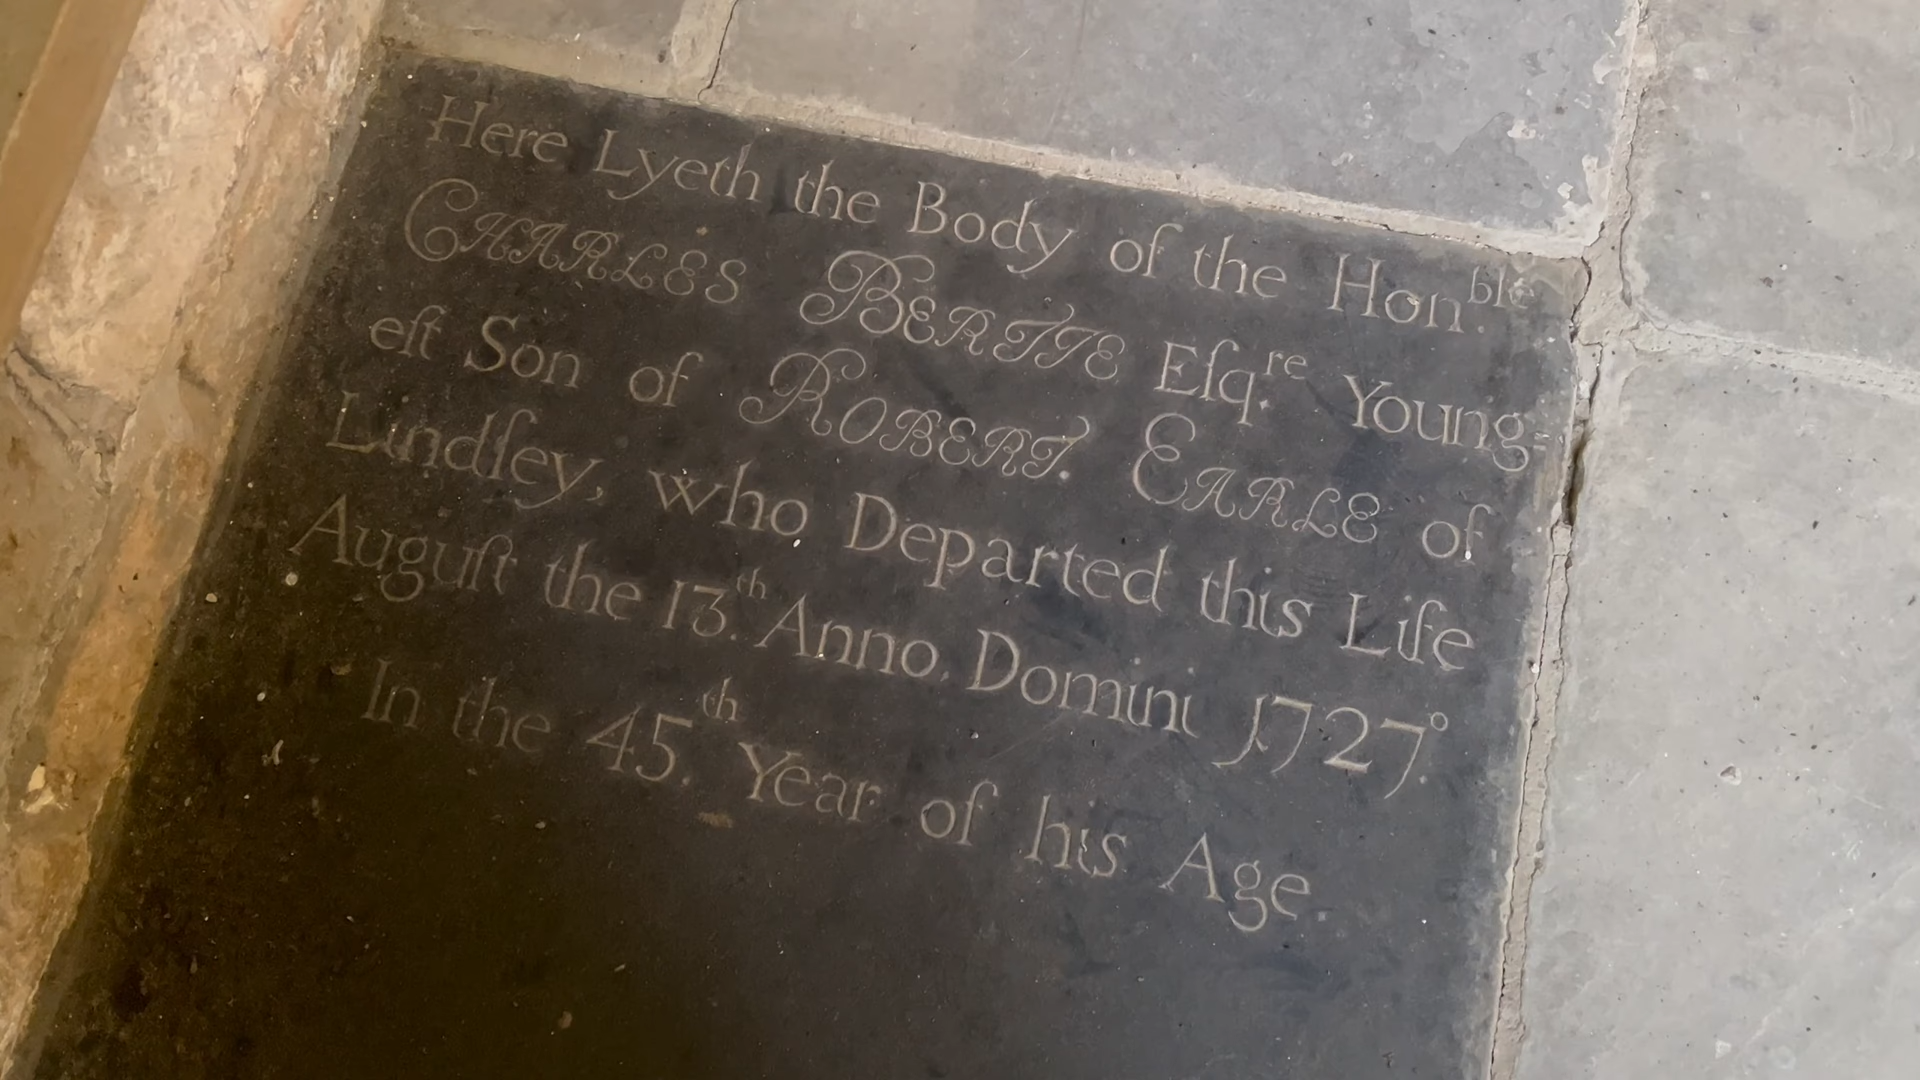 Here Lyeth the Body of the Hon.ble
CHARLES BERTIE Eſq.re Young-
eſt Son of ROBERT. EARLE of
Lindſey, who Departed this Life
Auguſt the 13.th Anno. Domini 1727.o
In the 45.th Year of his Age.